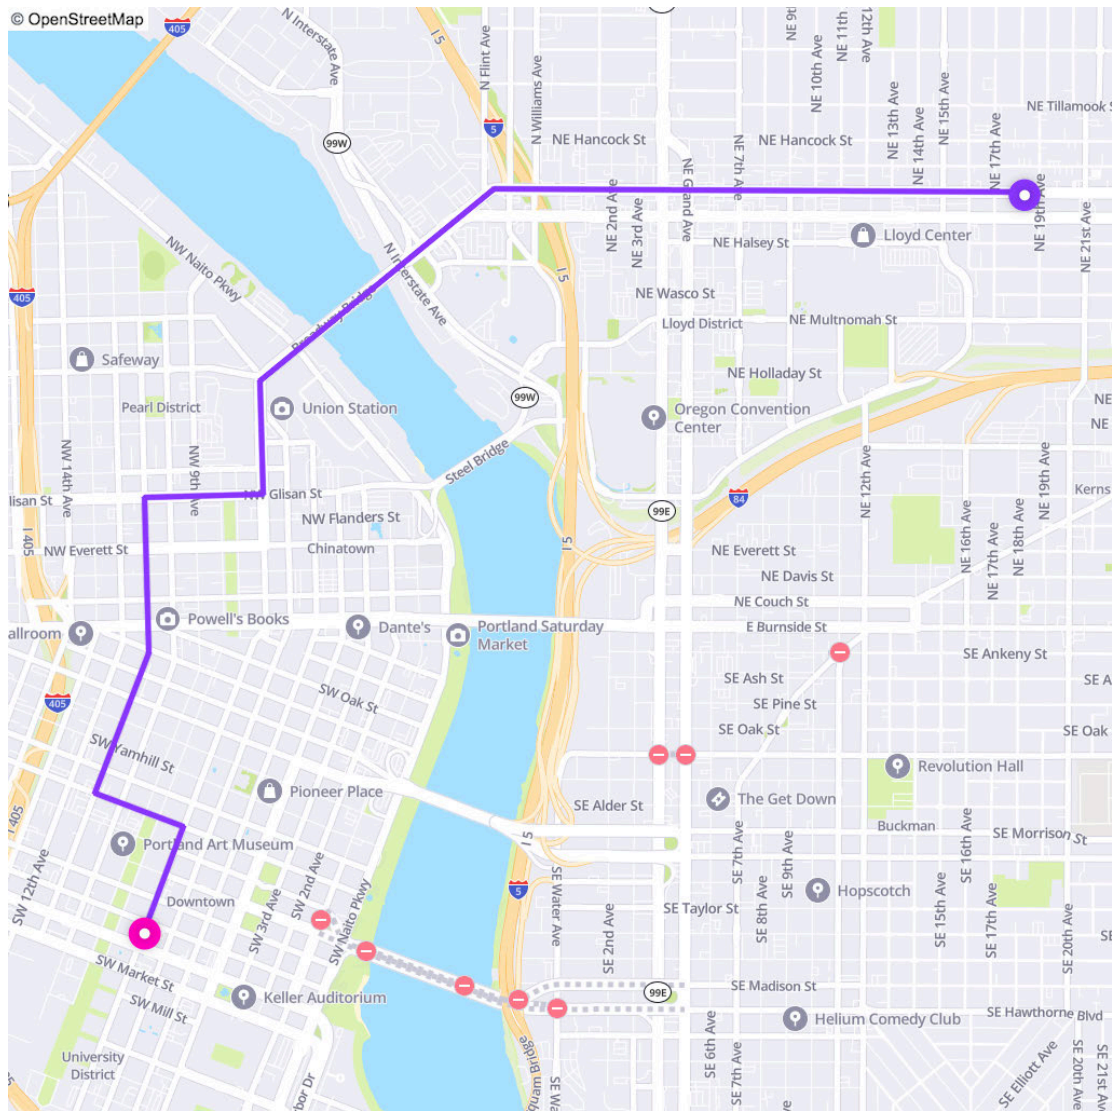 © OpenStreetMap
405
I 5
N Flint Ave
N Interstate Ave
N Williams Ave
NE 10th Ave
NE 11th
12th Ave
NE 13th Ave
NE 14th Ave
NE 15th Ave
NE Tillamook S
99W
5
NE Hancock St
NE Hancock St
NE 7th Ave
NE 17th Ave
NE Grand Ave
NE 2nd Ave
NE 3rd Ave
NE 19th Ave
NE 21st Ave
NE Halsey St
Lloyd Center
NW Naito Pkwy
N Interstate Ave
I 5
405
NE Wasco St
Broadway Bridge
Lloyd District
NE Multnomah St
Safeway
NE Holladay St
Pearl District
Union Station
99W
Oregon Convention
Center
NE
NE
NW 14th Ave
NW 9th Ave
Steel Bridge
NE 12th Ave
NE 19th Ave
Kerns
lisan St
NW Glisan St
84
99E
NW Flanders St
I 405
NW Everett St
Chinatown
I 5
NE Everett St
NE 16th Ave
NE 17th Ave
NE 18th Ave
NE Davis St
NE Couch St
Powell's Books
Dante's
Portland Saturday
Market
E Burnside St
allroom
SE Ankeny St
SE Ash St
SE A
405
SW Oak St
SE Pine St
SE Oak St
SE Oak
SW Yamhill St
Revolution Hall
Pioneer Place
The Get Down
SE Alder St
I 405
I 5
Buckman
SE Morrison St
Portland Art Museum
SE 7th Ave
SE 9th Ave
SE 16th Ave
SW 12th Ave
SW 2nd Ave
SE Water Ave
5
Hopscotch
Downtown
SW 3rd Ave
SW Naito Pkwy
SE Taylor St
SE 2nd Ave
SE 8th Ave
SE 15th Ave
SE 17th Ave
SE 20th Ave
SW Market St
Keller Auditorium
SW Mill St
99E
SE Madison St
Helium Comedy Club
SE Hawthorne Blvd
University
District
bor Dr
quam Bridge
SE Wa
SE 6th Ave
SE 7th Ave
SE Elliott Ave
SE 20th Ave
SE 21st Ave